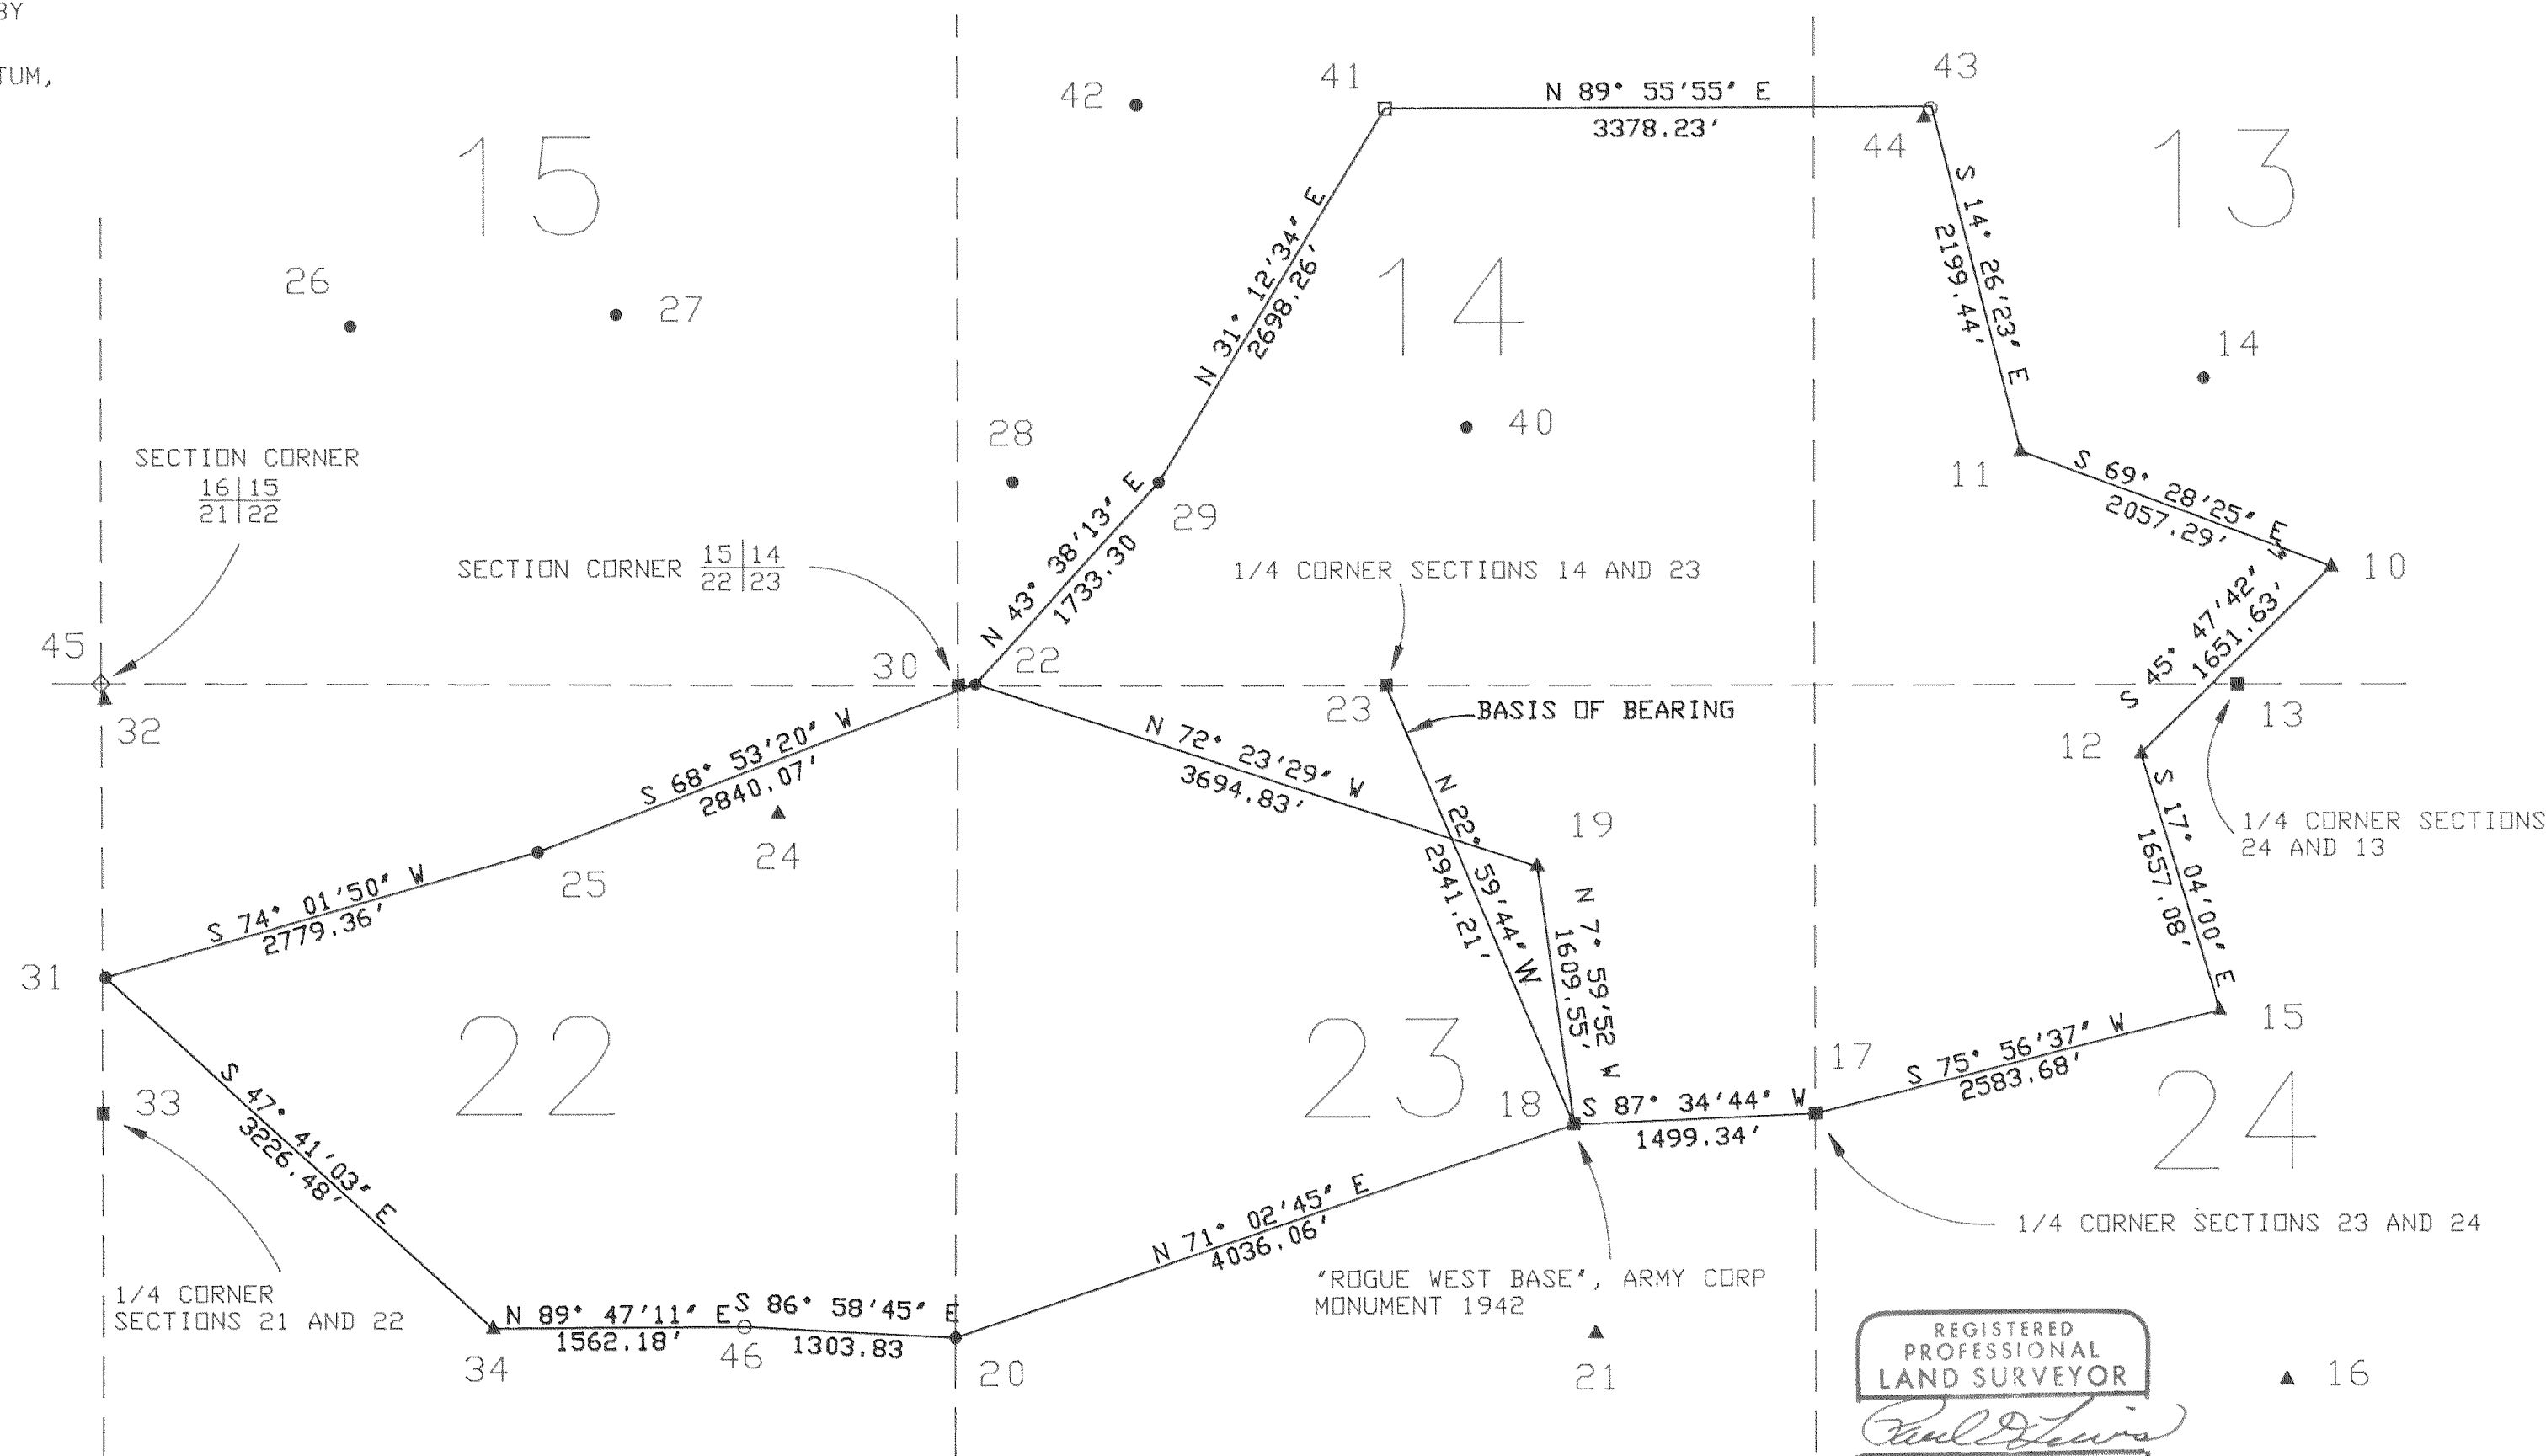 BY
TUM,
42
41
N 89° 55'55" E
3378.23'
43
44
15
13
S 14° 26'23" E
2199.44'
N 31° 12'34" E
2698.26'
14
26
27
14
40
28
SECTION CORNER
16|15
21|22
11
S 69° 28'25" E
2057.29'
29
N 43° 38'13" E
1733.30
SECTION CORNER 15|14
22|23
1/4 CORNER SECTIONS 14 AND 23
10
S 45° 47'42" W
1651.63'
45
30
22
32
23
BASIS OF BEARING
13
12
N 72° 23'29" W
3694.83'
S 68° 53'20" W
2840.07'
N 22° 59'44" W
2941.21'
24
19
S 17° 04'00" E
1657.08'
1/4 CORNER SECTIONS
24 AND 13
25
S 74° 01'50" W
2779.36'
N 7° 59'52 W
1609.55'
31
22
23
15
17
S 75° 56'37" W
2583.68'
18
S 87° 34'44" W
1499.34'
24
33
S 47° 41'03" E
3226.48'
N 71° 02'45" E
4036.06'
1/4 CORNER SECTIONS 23 AND 24
1/4 CORNER
SECTIONS 21 AND 22
"ROGUE WEST BASE", ARMY CORP
MONUMENT 1942
N 89° 47'11" E
1562.18'
S 86° 58'45" E
1303.83
34
46
20
21
16
REGISTERED
PROFESSIONAL
LAND SURVEYOR
Paul D Lewis